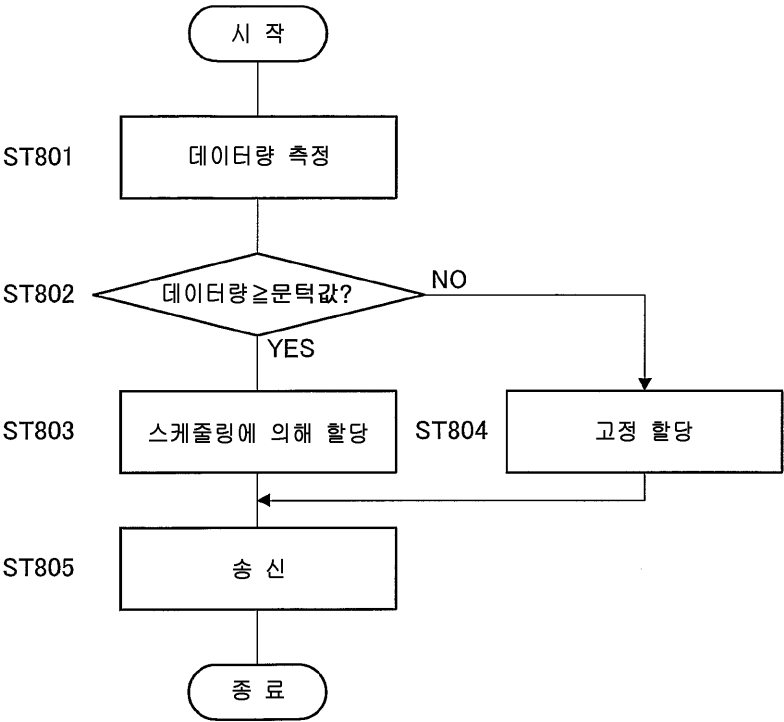 시 작
ST801
데이터량 측정
ST802
데이터량≧문턱값?
NO
YES
ST803
스케줄링에 의해 할당
ST804
고정 할당
ST805
송 신
종 료